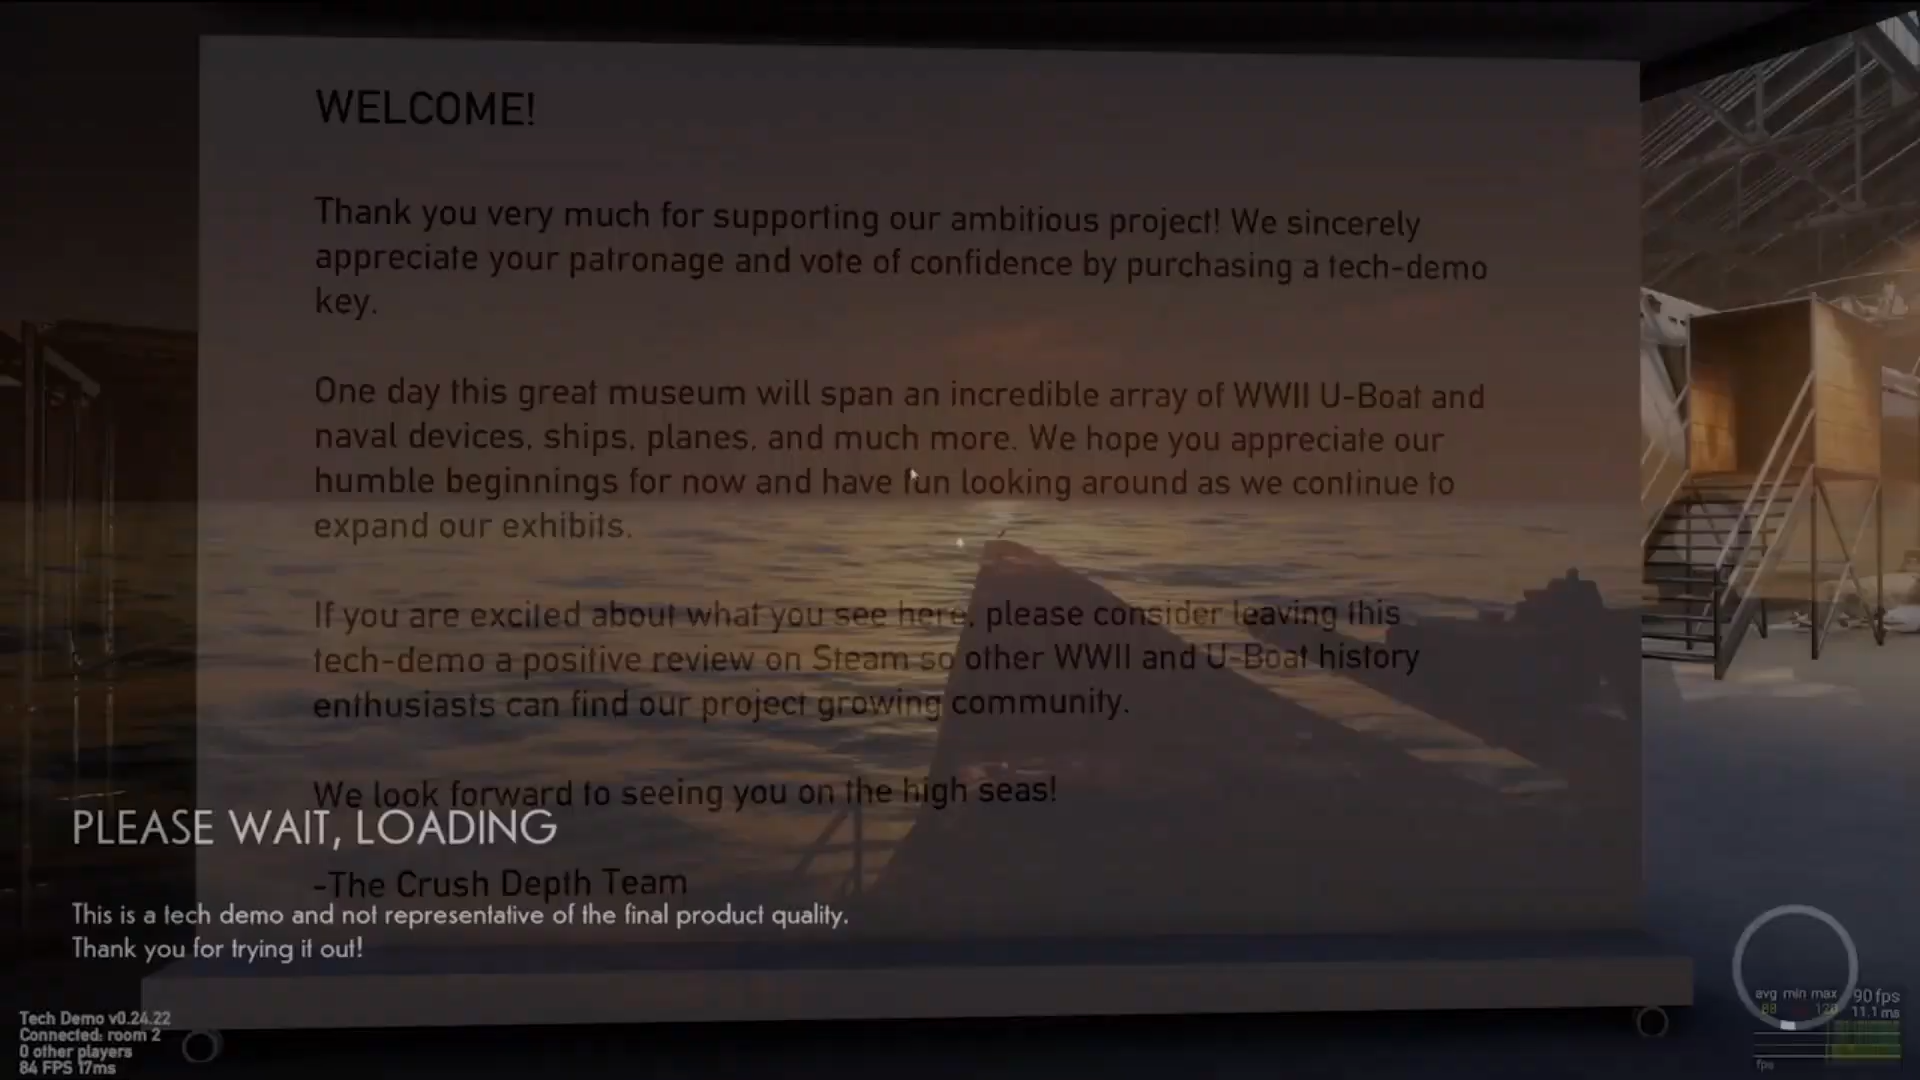 WELCOME!
Thank you very much for supporting our ambitious project! We sincerely
appreciate your patronage and vote of confidence by purchasing a tech-demo
key.
One day this great museum will span an incredible array of WWII U-Boat and
naval devices, ships, planes, and much more. We hope you appreciate our
humble beginnings for now and have fun looking around as we continue to
expand our exhibits.
If you are excited about what you see here, please consider leaving this
tech-demo a positive review on Steam so other WWII and U-Boat history
enthusiasts can find our project growing community.
We look forward to seeing you on the high seas!
-The Crush Depth Team
PLEASE WAIT, LOADING
This is a tech demo and not representative of the final product quality.
Thank you for trying it out!
Tech Demo v0.24.22
Connected: room 2
0 other players
84 FPS 17ms
avg min max 90 fps
88 120 11.1 ms
fps